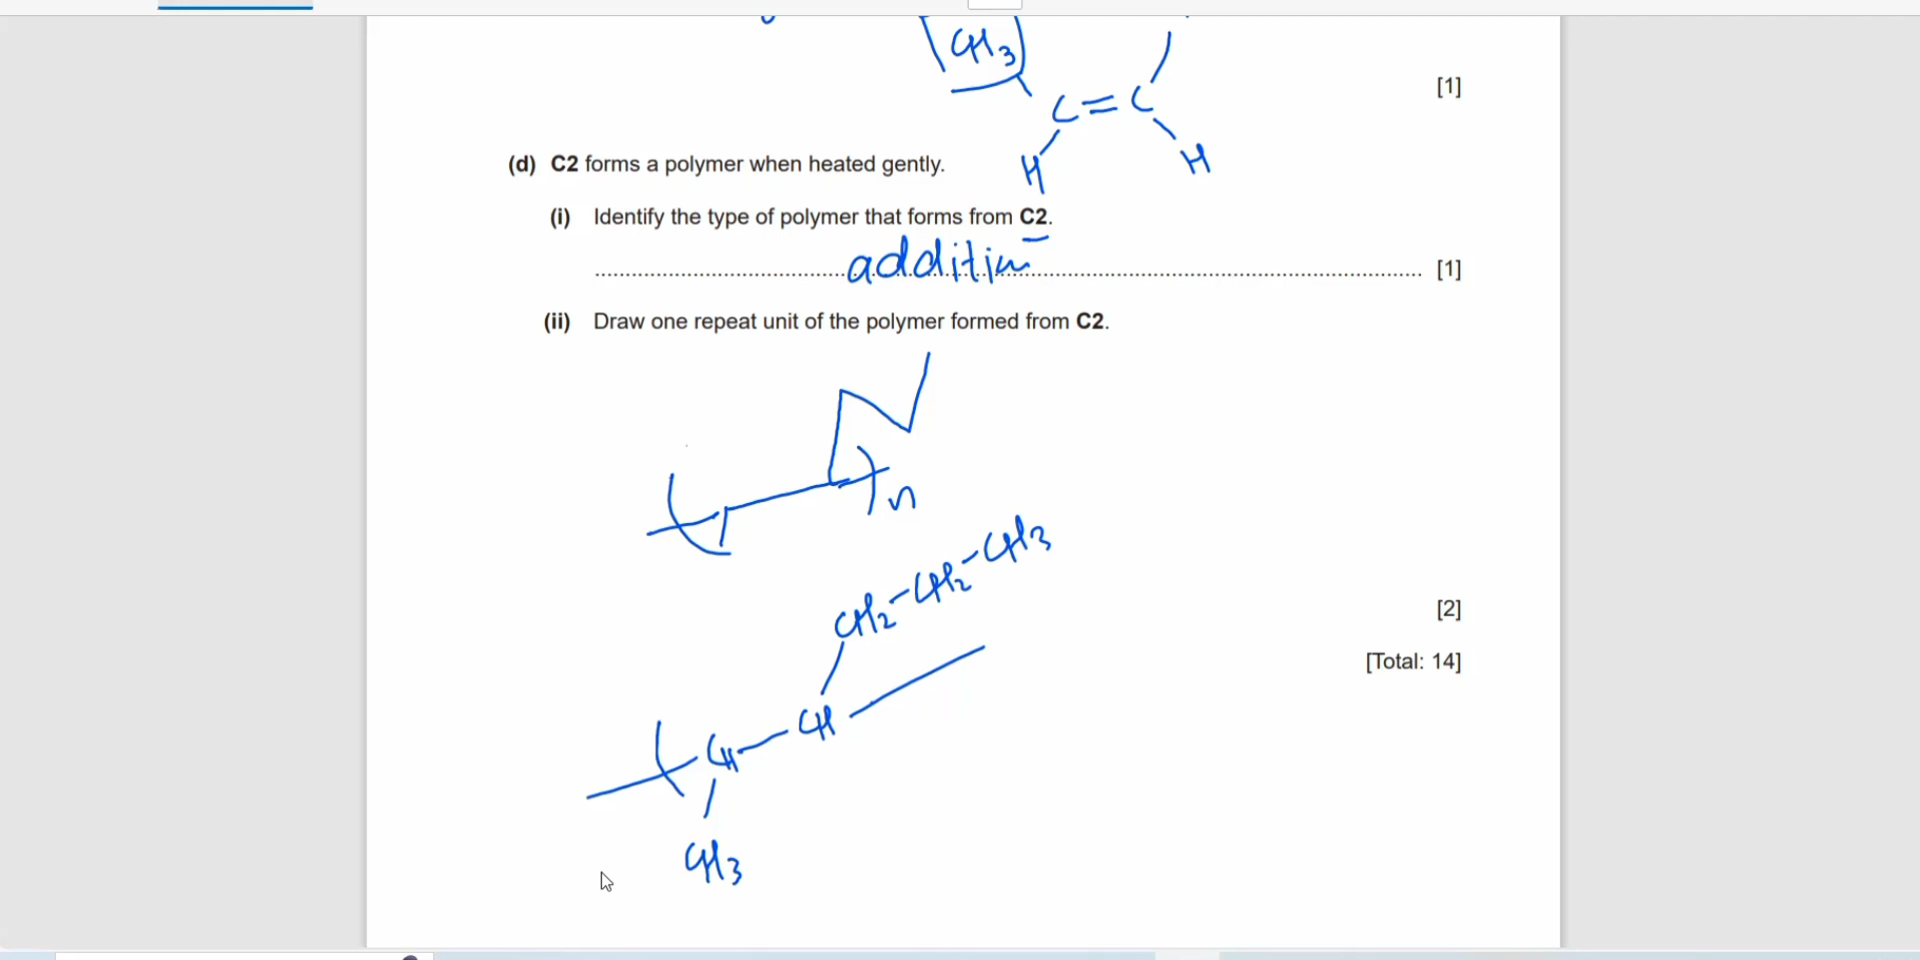 CH3
[1]
C=C
H
H
(d) C2 forms a polymer when heated gently.
(i) Identify the type of polymer that forms from C2.
addition [1]
(ii) Draw one repeat unit of the polymer formed from C2.
n
CH2-CH2-CH3
[2]
[Total: 14]
CH-CH
CH3